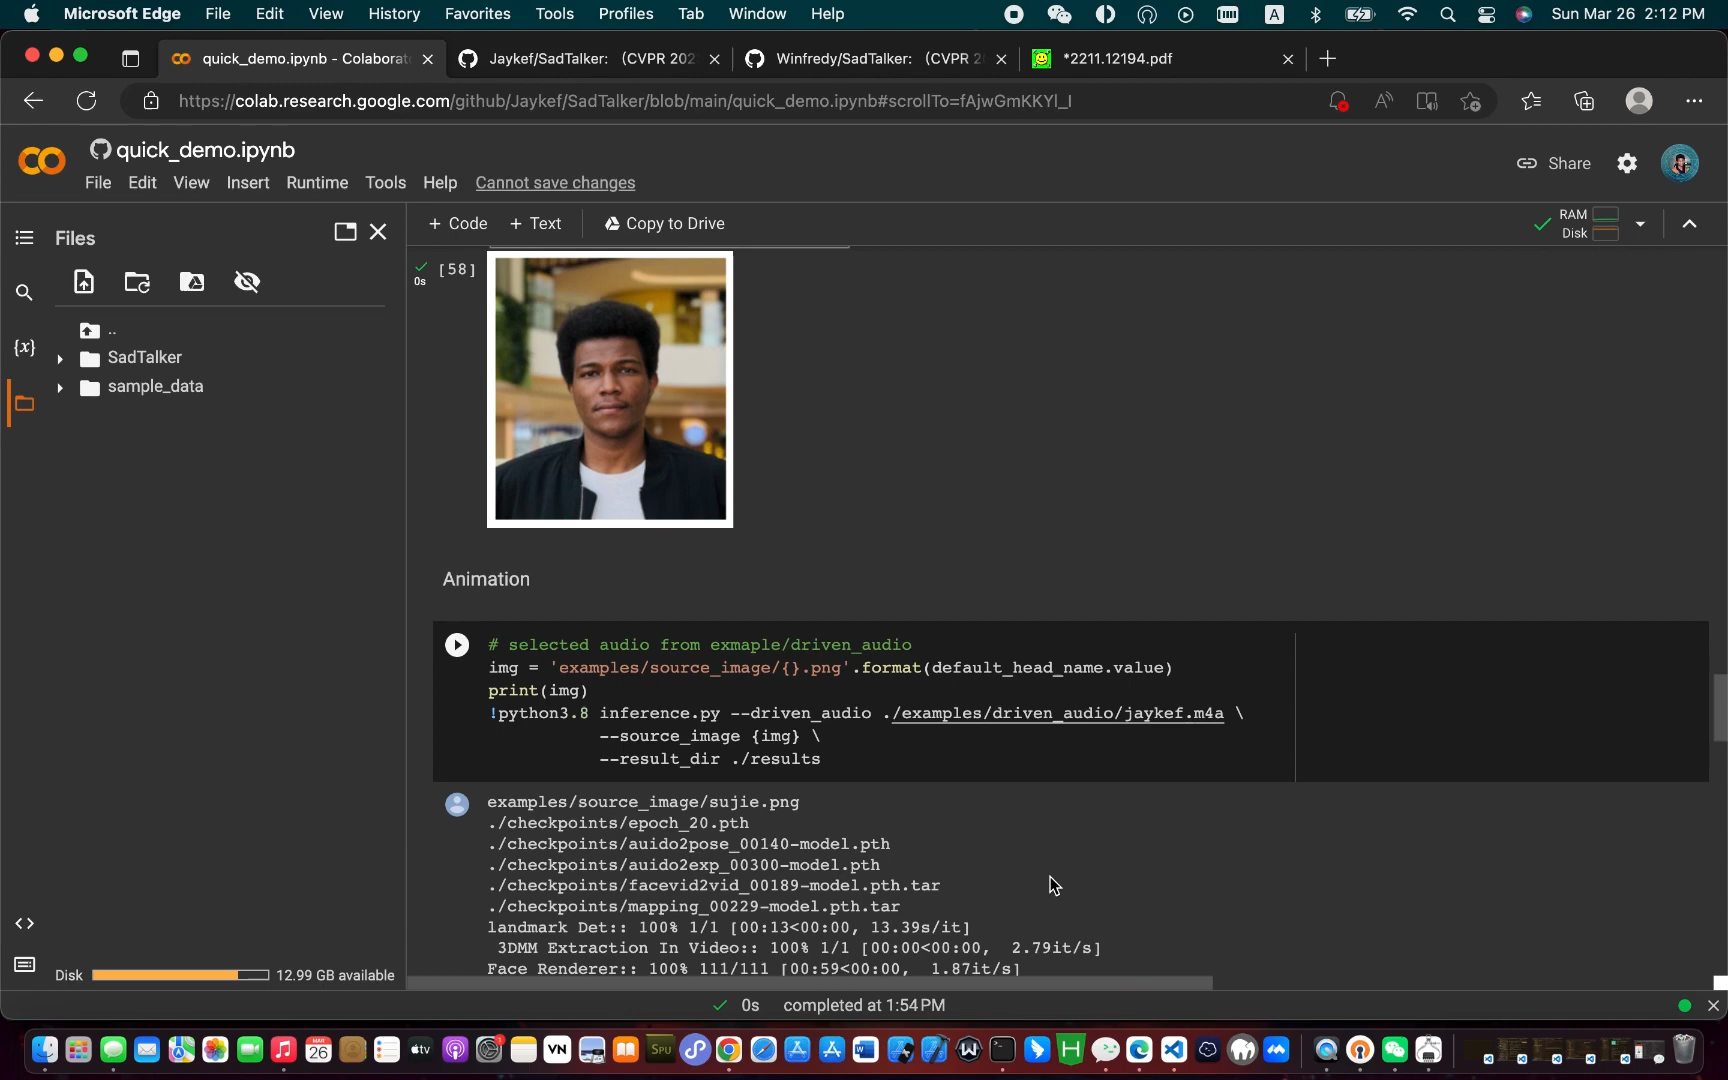 Microsoft Edge File Edit View History Favorites Tools Profiles Tab Window Help A Sun Mar 26 2:12 PM
quick_demo.ipynb - Colaborat Jaykef/SadTalker: (CVPR 202 Winfredy/SadTalker: (CVPR 2 *2211.12194.pdf
https://colab.research.google.com/github/Jaykef/SadTalker/blob/main/quick_demo.ipynb#scrollTo=fAjwGmKKYl_I
quick_demo.ipynb
File Edit View Insert Runtime Tools Help Cannot save changes
Share
Files
+ Code + Text Copy to Drive
RAM
Disk
[58]
0s
..
SadTalker
sample_data
{x}
Animation
# selected audio from exmaple/driven_audio
img = 'examples/source_image/{}.png'.format(default_head_name.value)
print(img)
!python3.8 inference.py --driven_audio ./examples/driven_audio/jaykef.m4a \
--source_image {img} \
--result_dir ./results
examples/source_image/sujie.png
./checkpoints/epoch_20.pth
./checkpoints/auido2pose_00140-model.pth
./checkpoints/auido2exp_00300-model.pth
./checkpoints/facevid2vid_00189-model.pth.tar
./checkpoints/mapping_00229-model.pth.tar
landmark Det:: 100% 1/1 [00:13<00:00, 13.39s/it]
3DMM Extraction In Video:: 100% 1/1 [00:00<00:00, 2.79it/s]
Face Renderer:: 100% 111/111 [00:59<00:00, 1.87it/s]
Disk 12.99 GB available
0s completed at 1:54 PM
MAR
26
tv
VN
SPU
1